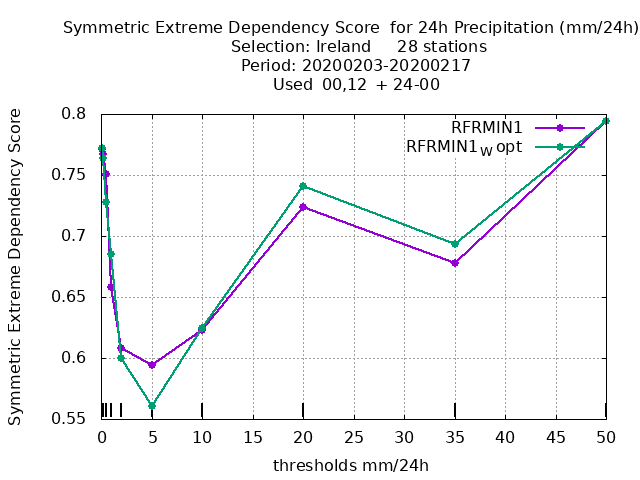 Symmetric Extreme Dependency Score for 24h Precipitation (mm/24h)
Selection: Ireland 28 stations
Period: 20200203-20200217
Used 00,12 + 24-00
Symmetric Extreme Dependency Score
0.8
0.75
0.7
0.65
0.6
0.55
RFRMIN1
RFRMIN1W opt
0 5 10 15 20 25 30 35 40 45 50
thresholds mm/24h